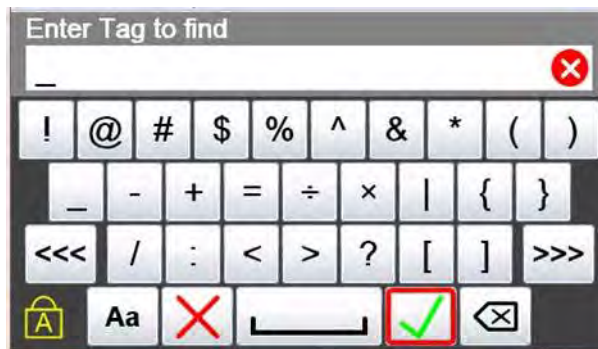 Enter Tag to find
_
! @ # $ % ^ & * ( )
_ - + = ÷ × | { }
<<< / : < > ? [ ] >>>
A Aa